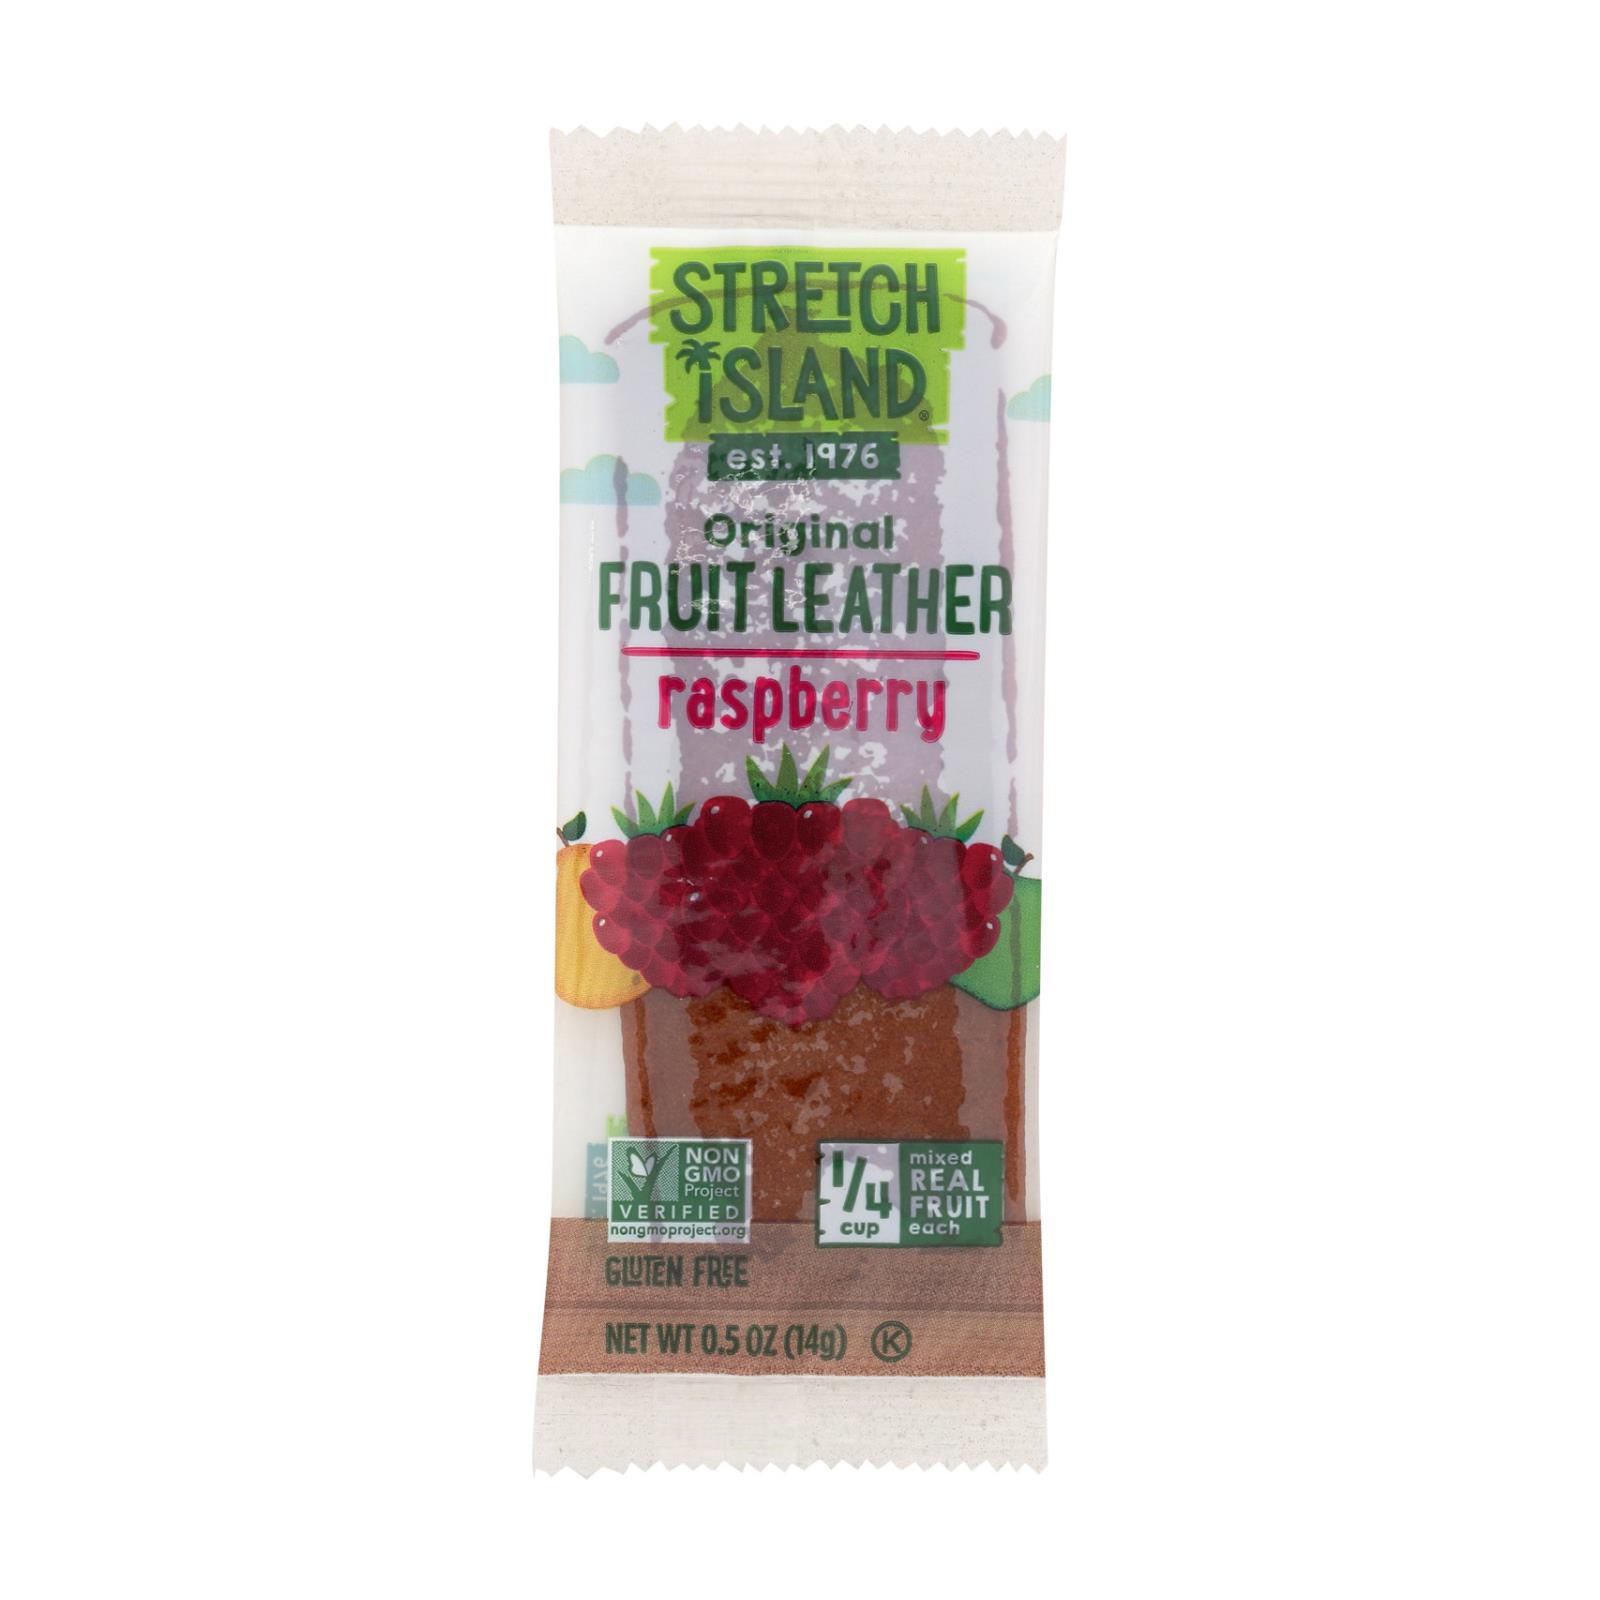 STRETCH
iSLAND®
est. 1976
Original
FRUIT LEATHER
raspberry
NON
GMO
Project
VERIFIED
nongmoproject.org
1/4
cup
mixed
REAL
FRUIT
each
GLUTEN FREE
NET WT 0.5 OZ (14g) K